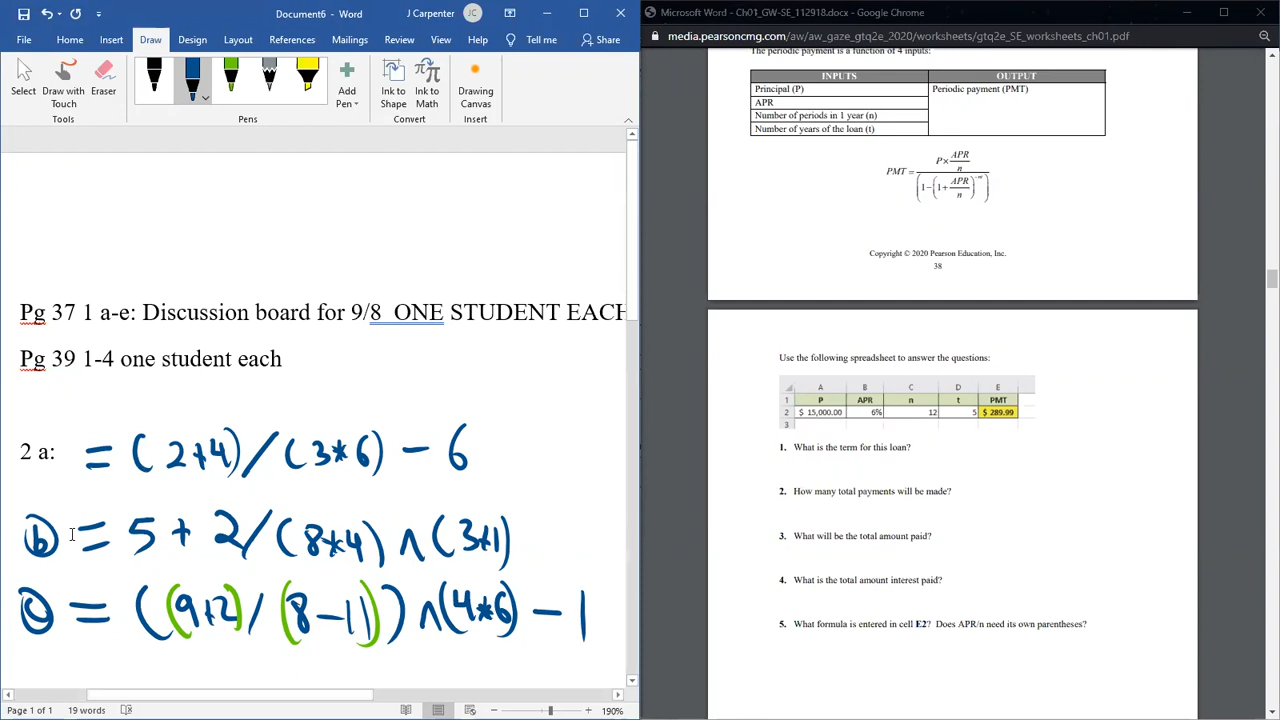 Document6 - Word
J Carpenter
File Home Insert Draw Design Layout References Mailings Review View Help Tell me Share
Select Draw with Touch Eraser Add Pen Ink to Shape Ink to Math Drawing Canvas
Tools Pens Convert Insert
Pg 37 1 a-e: Discussion board for 9/8 ONE STUDENT EACH
Pg 39 1-4 one student each
2 a: = (2+4)/(3*6) - 6
b = 5 + 2/(8*4)^(3+1)
c = ((9+2)/(8-11))^(4*6) - 1
Page 1 of 1 19 words 190%
Microsoft Word - Ch01_GW-SE_112918.docx - Google Chrome
media.pearsoncmg.com/aw/aw_gaze_gtq2e_2020/worksheets/gtq2e_SE_worksheets_ch01.pdf
The periodic payment is a function of 4 inputs:
INPUTS OUTPUT
Principal (P) Periodic payment (PMT)
APR
Number of periods in 1 year (n)
Number of years of the loan (t)
PMT = P × APR/n / (1 − (1 + APR/n)^−nt)
Copyright © 2020 Pearson Education, Inc.
38
Use the following spreadsheet to answer the questions:
A B C D E
1 P APR n t PMT
2 $ 15,000.00 6% 12 5 $ 289.99
3
1. What is the term for this loan?
2. How many total payments will be made?
3. What will be the total amount paid?
4. What is the total amount interest paid?
5. What formula is entered in cell E2? Does APR/n need its own parentheses?